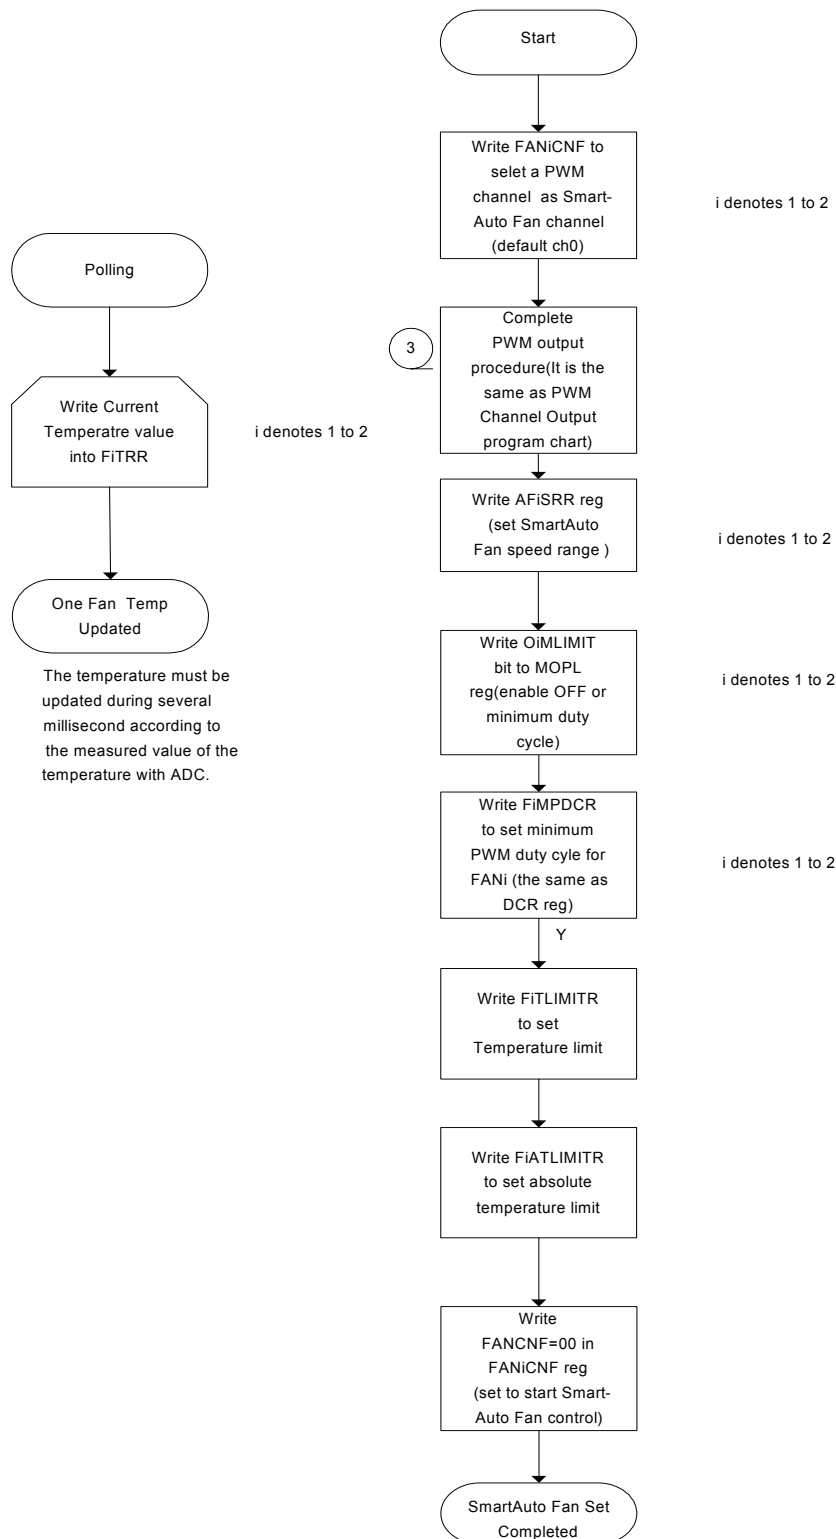 Polling
Write Current
Temperatre value
into FiTRR
i denotes 1 to 2
One Fan Temp
Updated
The temperature must be
updated during several
millisecond according to
the measured value of the
temperature with ADC.
Start
Write FANiCNF to
selet a PWM
channel as Smart-
Auto Fan channel
(default ch0)
i denotes 1 to 2
3
Complete
PWM output
procedure(It is the
same as PWM
Channel Output
program chart)
Write AFiSRR reg
(set SmartAuto
Fan speed range )
i denotes 1 to 2
Write OiMLIMIT
bit to MOPL
reg(enable OFF or
minimum duty
cycle)
i denotes 1 to 2
Write FiMPDCR
to set minimum
PWM duty cyle for
FANi (the same as
DCR reg)
i denotes 1 to 2
Y
Write FiTLIMITR
to set
Temperature limit
Write FiATLIMITR
to set absolute
temperature limit
Write
FANCNF=00 in
FANiCNF reg
(set to start Smart-
Auto Fan control)
SmartAuto Fan Set
Completed